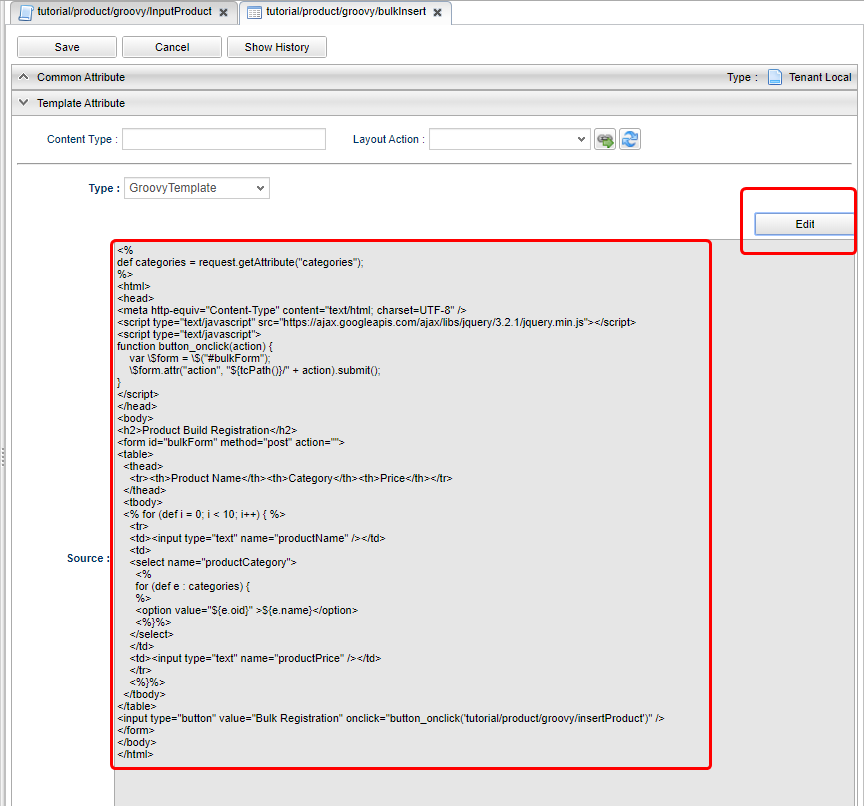 tutorial/product/groovy/InputProduct tutorial/product/groovy/bulkInsert
Save Cancel Show History
Common Attribute Type : Tenant Local
Template Attribute
Content Type : Layout Action :
Type : GroovyTemplate
Edit
<%
def categories = request.getAttribute("categories");
%>
<html>
<head>
<meta http-equiv="Content-Type" content="text/html; charset=UTF-8" />
<script type="text/javascript" src="https://ajax.googleapis.com/ajax/libs/jquery/3.2.1/jquery.min.js"></script>
<script type="text/javascript">
function button_onclick(action) {
var \$form = \$("#bulkForm");
\$form.attr("action", "${tcPath()}/" + action).submit();
}
</script>
</head>
<body>
<h2>Product Build Registration</h2>
<form id="bulkForm" method="post" action="">
<table>
<thead>
<tr><th>Product Name</th><th>Category</th><th>Price</th></tr>
</thead>
<tbody>
<% for (def i = 0; i < 10; i++) { %>
<tr>
<td><input type="text" name="productName" /></td>
<td>
<select name="productCategory">
<%
Source : for (def e : categories) {
%>
<option value="${e.oid}" >${e.name}</option>
<%}%>
</select>
</td>
<td><input type="text" name="productPrice" /></td>
</tr>
<%}%>
</tbody>
</table>
<input type="button" value="Bulk Registration" onclick="button_onclick('tutorial/product/groovy/insertProduct')" />
</form>
</body>
</html>